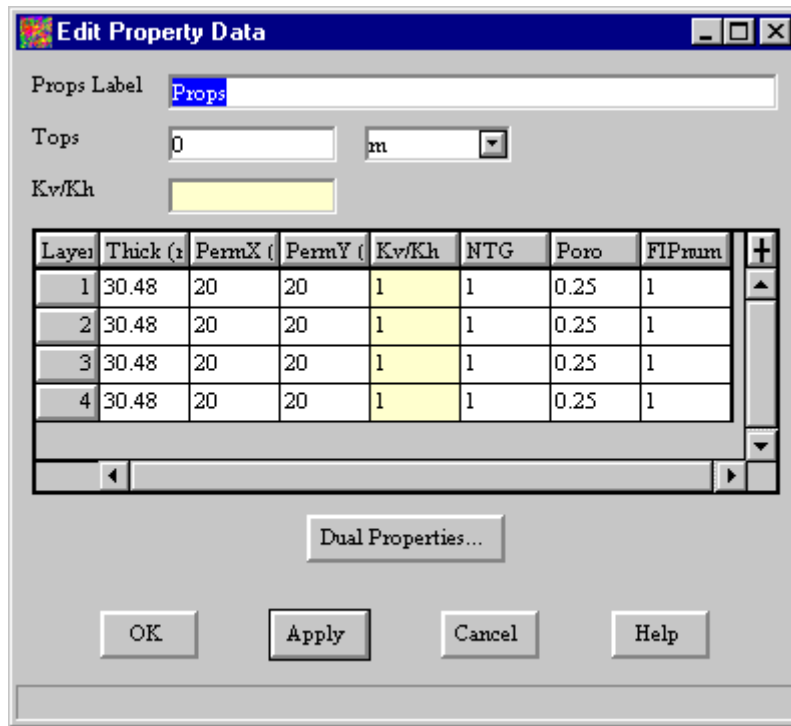 Edit Property Data
Props Label Props
Tops 0 m
Kv/Kh
Layer Thick (r PermX ( PermY ( Kv/Kh NTG Poro FIPnum +
1 30.48 20 20 1 1 0.25 1
2 30.48 20 20 1 1 0.25 1
3 30.48 20 20 1 1 0.25 1
4 30.48 20 20 1 1 0.25 1
Dual Properties...
OK Apply Cancel Help